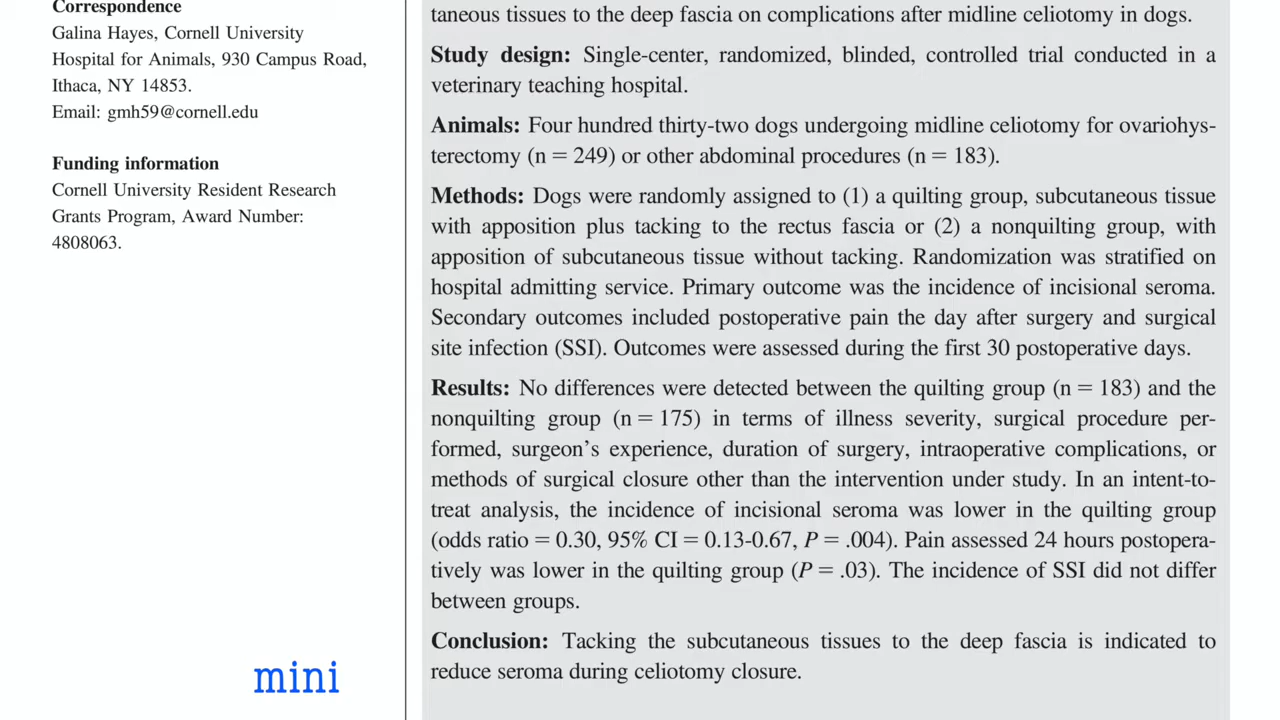 Correspondence
Galina Hayes, Cornell University
Hospital for Animals, 930 Campus Road,
Ithaca, NY 14853.
Email: gmh59@cornell.edu
Funding information
Cornell University Resident Research
Grants Program, Award Number:
4808063.
taneous tissues to the deep fascia on complications after midline celiotomy in dogs.
Study design: Single-center, randomized, blinded, controlled trial conducted in a
veterinary teaching hospital.
Animals: Four hundred thirty-two dogs undergoing midline celiotomy for ovariohys-
terectomy (n = 249) or other abdominal procedures (n = 183).
Methods: Dogs were randomly assigned to (1) a quilting group, subcutaneous tissue
with apposition plus tacking to the rectus fascia or (2) a nonquilting group, with
apposition of subcutaneous tissue without tacking. Randomization was stratified on
hospital admitting service. Primary outcome was the incidence of incisional seroma.
Secondary outcomes included postoperative pain the day after surgery and surgical
site infection (SSI). Outcomes were assessed during the first 30 postoperative days.
Results: No differences were detected between the quilting group (n = 183) and the
nonquilting group (n = 175) in terms of illness severity, surgical procedure per-
formed, surgeon's experience, duration of surgery, intraoperative complications, or
methods of surgical closure other than the intervention under study. In an intent-to-
treat analysis, the incidence of incisional seroma was lower in the quilting group
(odds ratio = 0.30, 95% CI = 0.13-0.67, P = .004). Pain assessed 24 hours postopera-
tively was lower in the quilting group (P = .03). The incidence of SSI did not differ
between groups.
Conclusion: Tacking the subcutaneous tissues to the deep fascia is indicated to
reduce seroma during celiotomy closure.
mini